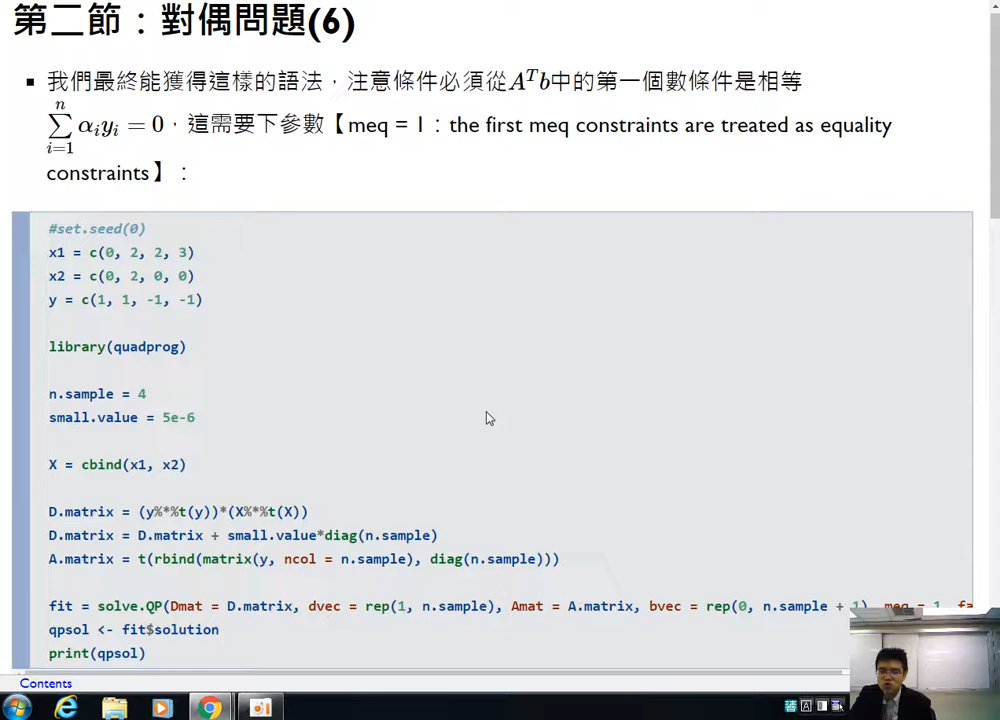 第二節：對偶問題(6)
我們最終能獲得這樣的語法，注意條件必須從Aᵀb中的第一個數條件是相等
n
∑ αᵢyᵢ = 0，這需要下參數【meq = 1：the first meq constraints are treated as equality
i=1
constraints】：
#set.seed(0)
x1 = c(0, 2, 2, 3)
x2 = c(0, 2, 0, 0)
y = c(1, 1, -1, -1)
library(quadprog)
n.sample = 4
small.value = 5e-6
X = cbind(x1, x2)
D.matrix = (y%*%t(y))*(X%*%t(X))
D.matrix = D.matrix + small.value*diag(n.sample)
A.matrix = t(rbind(matrix(y, ncol = n.sample), diag(n.sample)))
fit = solve.QP(Dmat = D.matrix, dvec = rep(1, n.sample), Amat = A.matrix, bvec = rep(0, n.sample + 1), meq = 1, fa
qpsol <- fit$solution
print(qpsol)
Contents